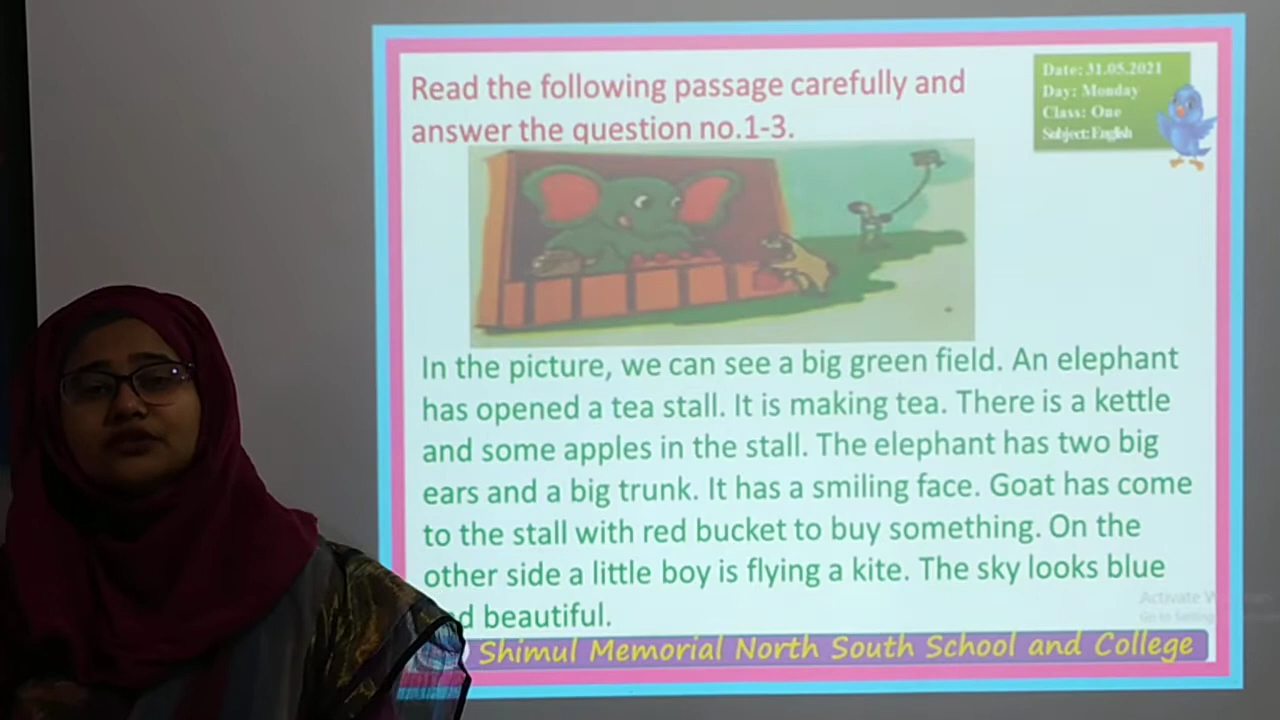 Read the following passage carefully and
answer the question no.1-3.
Date: 31.05.2021
Day: Monday
Class: One
Subject: English
In the picture, we can see a big green field. An elephant
has opened a tea stall. It is making tea. There is a kettle
and some apples in the stall. The elephant has two big
ears and a big trunk. It has a smiling face. Goat has come
to the stall with red bucket to buy something. On the
other side a little boy is flying a kite. The sky looks blue
d beautiful.
Activate W
Go to Setting
Shimul Memorial North South School and College